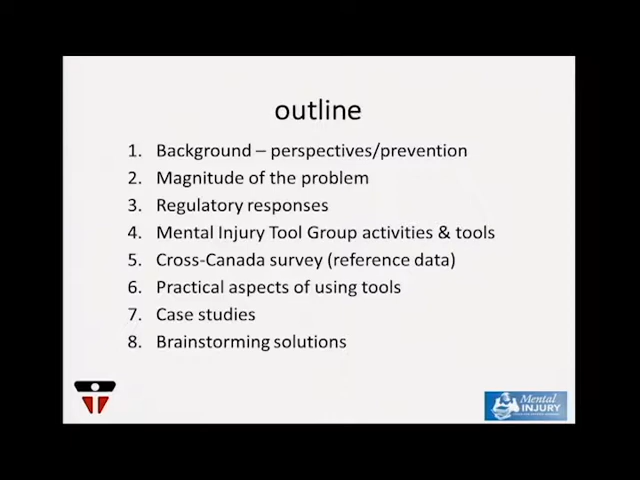 outline
1. Background – perspectives/prevention
2. Magnitude of the problem
3. Regulatory responses
4. Mental Injury Tool Group activities & tools
5. Cross-Canada survey (reference data)
6. Practical aspects of using tools
7. Case studies
8. Brainstorming solutions
Mental
INJURY